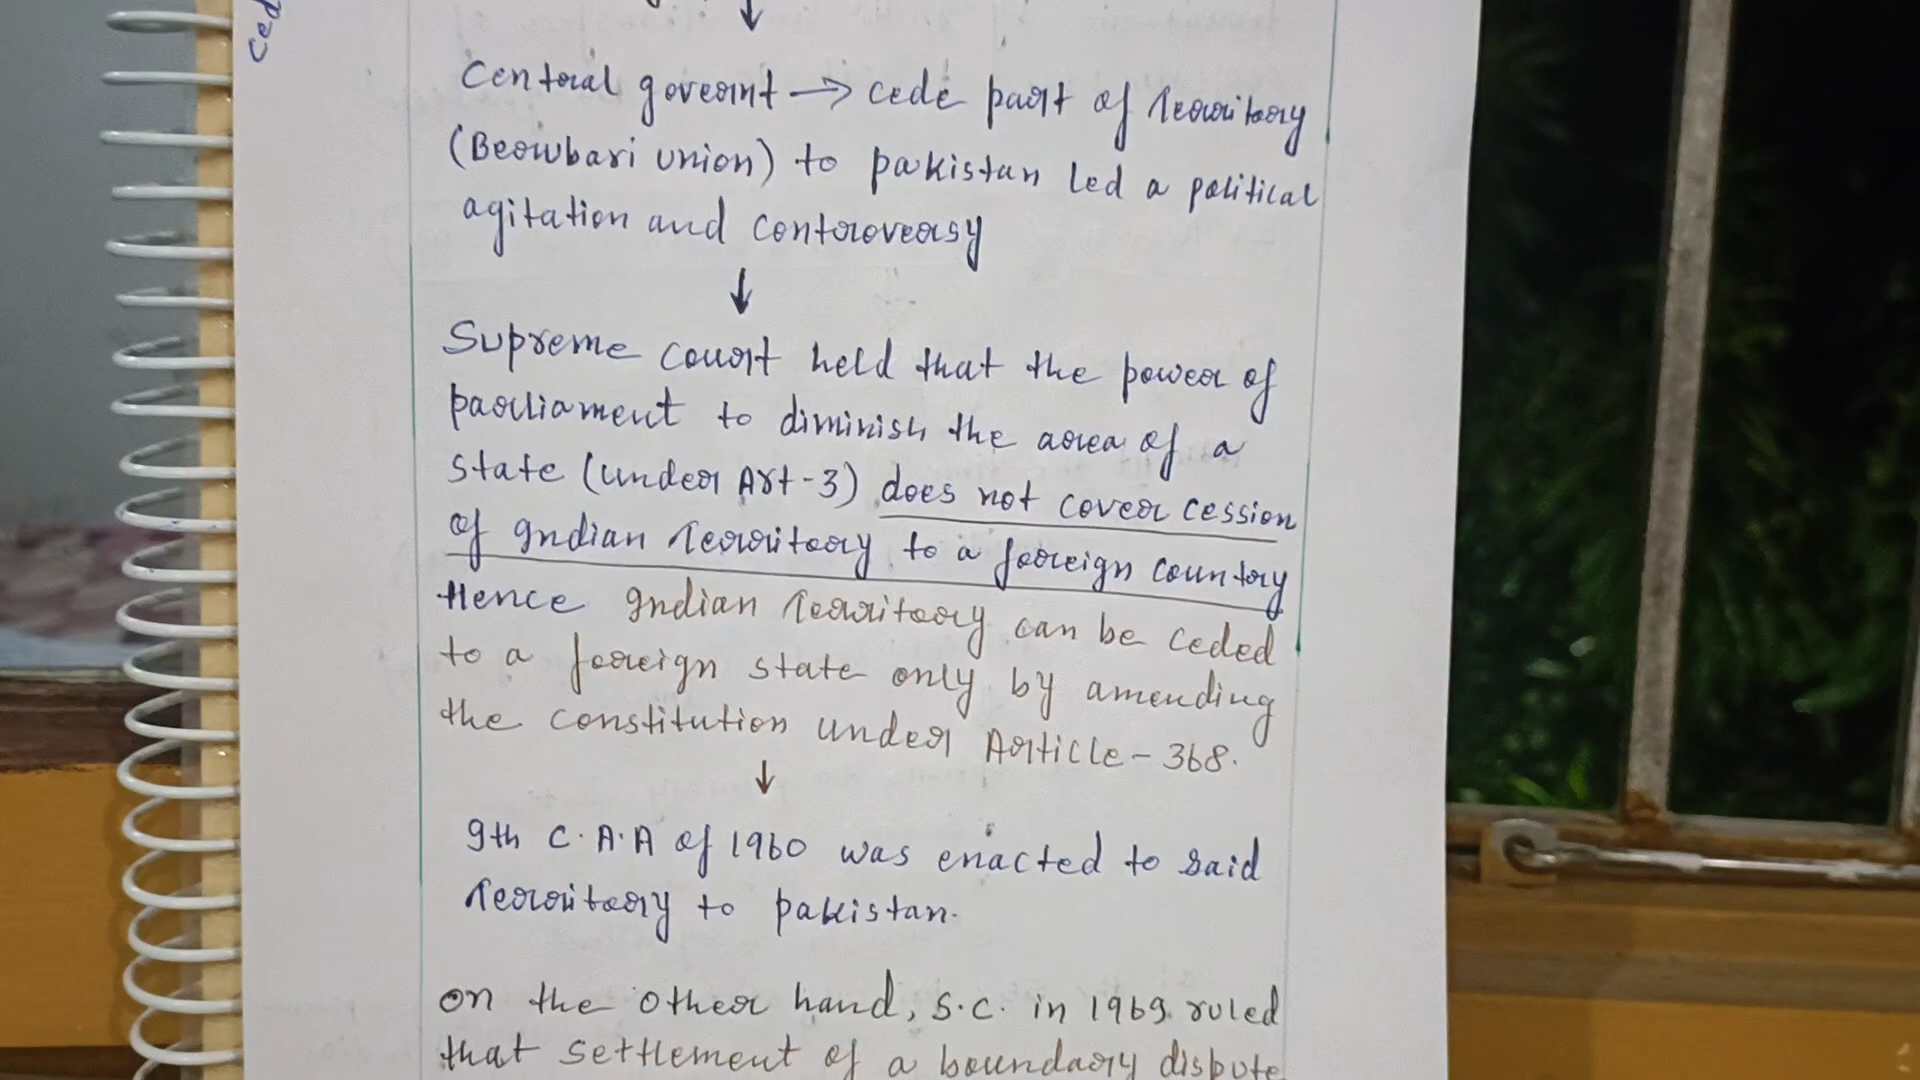 Ced
Central governt → cede part of territory
(Berubari union) to pakistan led a political
agitation and controversy
↓
Supreme court held that the power of
parliament to diminish the area of a
state (under Art-3) does not cover cession
of Indian territory to a foreign country
Hence Indian territory can be ceded
to a foreign state only by amending
the constitution under Article-368.
↓
9th C.A.A of 1960 was enacted to said
territory to pakistan.
on the other hand, S.C. in 1969 ruled
that settlement of a boundary dispute